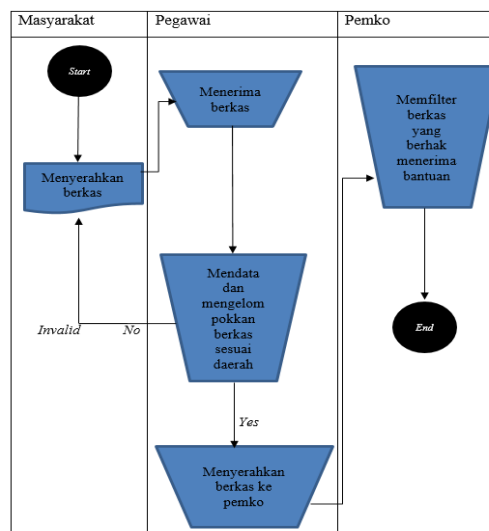 Masyarakat
Pegawai
Pemko
Start
Menyerahkan
berkas
Menerima
berkas
Mendata
dan
mengelom
pokkan
berkas
sesuai
daerah
Invalid
No
Yes
Menyerahkan
berkas ke
pemko
Memfilter
berkas
yang
berhak
menerima
bantuan
End